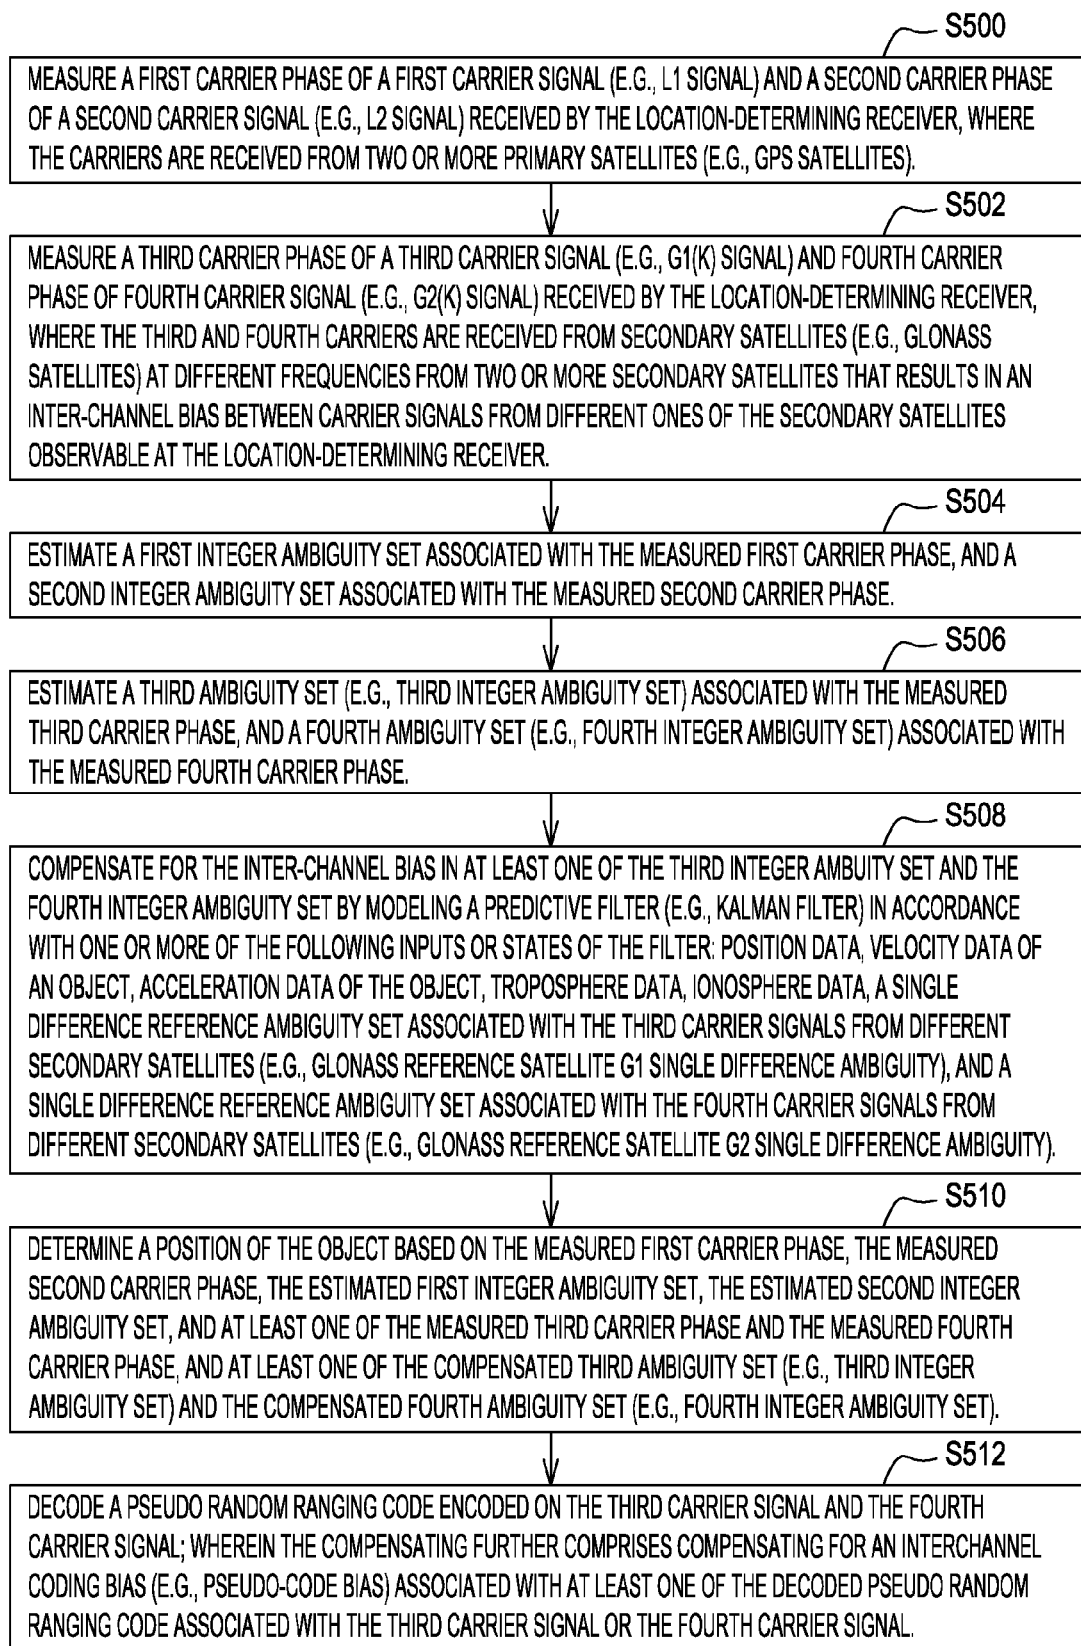 S500
MEASURE A FIRST CARRIER PHASE OF A FIRST CARRIER SIGNAL (E.G., L1 SIGNAL) AND A SECOND CARRIER PHASE
OF A SECOND CARRIER SIGNAL (E.G., L2 SIGNAL) RECEIVED BY THE LOCATION-DETERMINING RECEIVER, WHERE
THE CARRIERS ARE RECEIVED FROM TWO OR MORE PRIMARY SATELLITES (E.G., GPS SATELLITES).
S502
MEASURE A THIRD CARRIER PHASE OF A THIRD CARRIER SIGNAL (E.G., G1(K) SIGNAL) AND FOURTH CARRIER
PHASE OF FOURTH CARRIER SIGNAL (E.G., G2(K) SIGNAL) RECEIVED BY THE LOCATION-DETERMINING RECEIVER,
WHERE THE THIRD AND FOURTH CARRIERS ARE RECEIVED FROM SECONDARY SATELLITES (E.G., GLONASS
SATELLITES) AT DIFFERENT FREQUENCIES FROM TWO OR MORE SECONDARY SATELLITES THAT RESULTS IN AN
INTER-CHANNEL BIAS BETWEEN CARRIER SIGNALS FROM DIFFERENT ONES OF THE SECONDARY SATELLITES
OBSERVABLE AT THE LOCATION-DETERMINING RECEIVER.
S504
ESTIMATE A FIRST INTEGER AMBIGUITY SET ASSOCIATED WITH THE MEASURED FIRST CARRIER PHASE, AND A
SECOND INTEGER AMBIGUITY SET ASSOCIATED WITH THE MEASURED SECOND CARRIER PHASE.
S506
ESTIMATE A THIRD AMBIGUITY SET (E.G., THIRD INTEGER AMBIGUITY SET) ASSOCIATED WITH THE MEASURED
THIRD CARRIER PHASE, AND A FOURTH AMBIGUITY SET (E.G., FOURTH INTEGER AMBIGUITY SET) ASSOCIATED WITH
THE MEASURED FOURTH CARRIER PHASE.
S508
COMPENSATE FOR THE INTER-CHANNEL BIAS IN AT LEAST ONE OF THE THIRD INTEGER AMBUITY SET AND THE
FOURTH INTEGER AMBIGUITY SET BY MODELING A PREDICTIVE FILTER (E.G., KALMAN FILTER) IN ACCORDANCE
WITH ONE OR MORE OF THE FOLLOWING INPUTS OR STATES OF THE FILTER: POSITION DATA, VELOCITY DATA OF
AN OBJECT, ACCELERATION DATA OF THE OBJECT, TROPOSPHERE DATA, IONOSPHERE DATA, A SINGLE
DIFFERENCE REFERENCE AMBIGUITY SET ASSOCIATED WITH THE THIRD CARRIER SIGNALS FROM DIFFERENT
SECONDARY SATELLITES (E.G., GLONASS REFERENCE SATELLITE G1 SINGLE DIFFERENCE AMBIGUITY), AND A
SINGLE DIFFERENCE REFERENCE AMBIGUITY SET ASSOCIATED WITH THE FOURTH CARRIER SIGNALS FROM
DIFFERENT SECONDARY SATELLITES (E.G., GLONASS REFERENCE SATELLITE G2 SINGLE DIFFERENCE AMBIGUITY).
S510
DETERMINE A POSITION OF THE OBJECT BASED ON THE MEASURED FIRST CARRIER PHASE, THE MEASURED
SECOND CARRIER PHASE, THE ESTIMATED FIRST INTEGER AMBIGUITY SET, THE ESTIMATED SECOND INTEGER
AMBIGUITY SET, AND AT LEAST ONE OF THE MEASURED THIRD CARRIER PHASE AND THE MEASURED FOURTH
CARRIER PHASE, AND AT LEAST ONE OF THE COMPENSATED THIRD AMBIGUITY SET (E.G., THIRD INTEGER
AMBIGUITY SET) AND THE COMPENSATED FOURTH AMBIGUITY SET (E.G., FOURTH INTEGER AMBIGUITY SET).
S512
DECODE A PSEUDO RANDOM RANGING CODE ENCODED ON THE THIRD CARRIER SIGNAL AND THE FOURTH
CARRIER SIGNAL; WHEREIN THE COMPENSATING FURTHER COMPRISES COMPENSATING FOR AN INTERCHANNEL
CODING BIAS (E.G., PSEUDO-CODE BIAS) ASSOCIATED WITH AT LEAST ONE OF THE DECODED PSEUDO RANDOM
RANGING CODE ASSOCIATED WITH THE THIRD CARRIER SIGNAL OR THE FOURTH CARRIER SIGNAL.